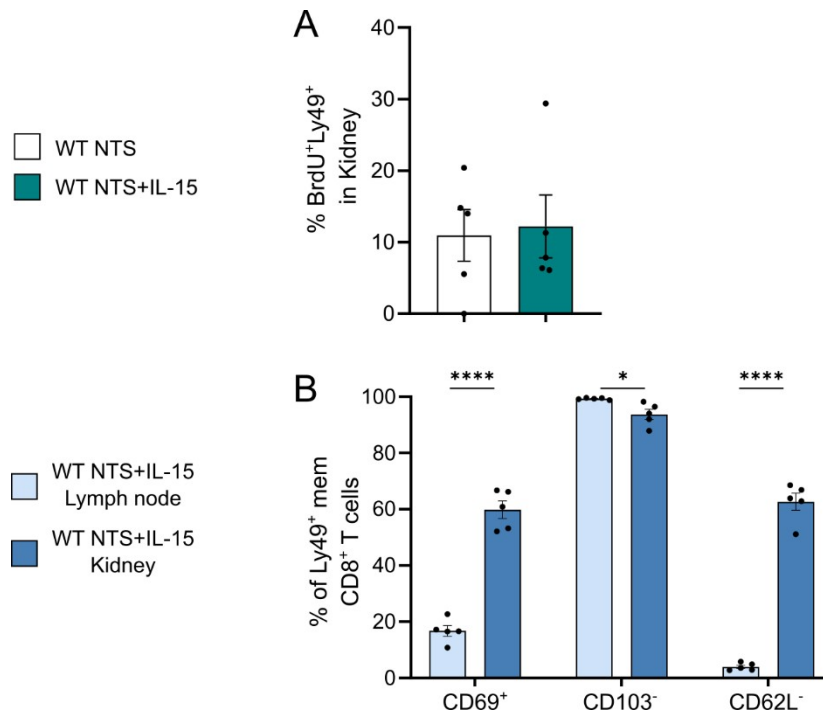 A
WT NTS
WT NTS+IL-15
% BrdU⁺Ly49⁺
in Kidney
40
30
20
10
0
B
WT NTS+IL-15
Lymph node
WT NTS+IL-15
Kidney
% of Ly49⁺ mem
CD8⁺ T cells
100
80
60
40
20
0
****
*
****
CD69⁺
CD103⁻
CD62L⁻